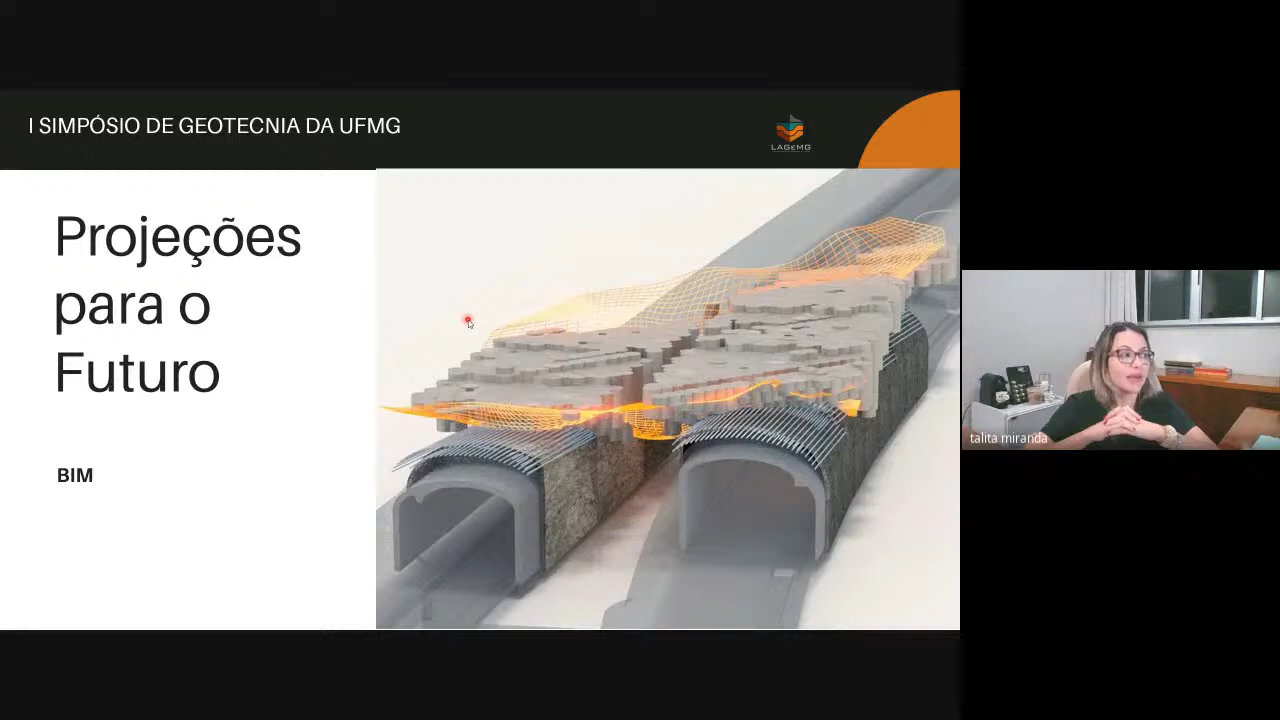 I SIMPÓSIO DE GEOTECNIA DA UFMG
LAGEMG
Projeções
para o
Futuro
BIM
talita miranda